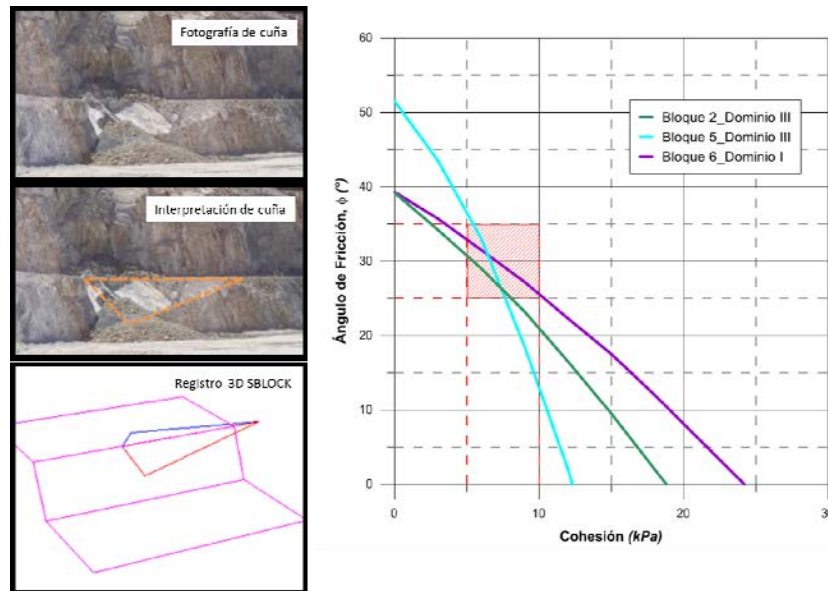 Fotografía de cuña
Interpretación de cuña
Registro 3D SBLOCK
60
50
40
30
20
10
0
Ángulo de Fricción, ϕ (°)
Bloque 2_Dominio III
Bloque 5_Dominio III
Bloque 6_Dominio I
0
10
20
30
Cohesión (kPa)